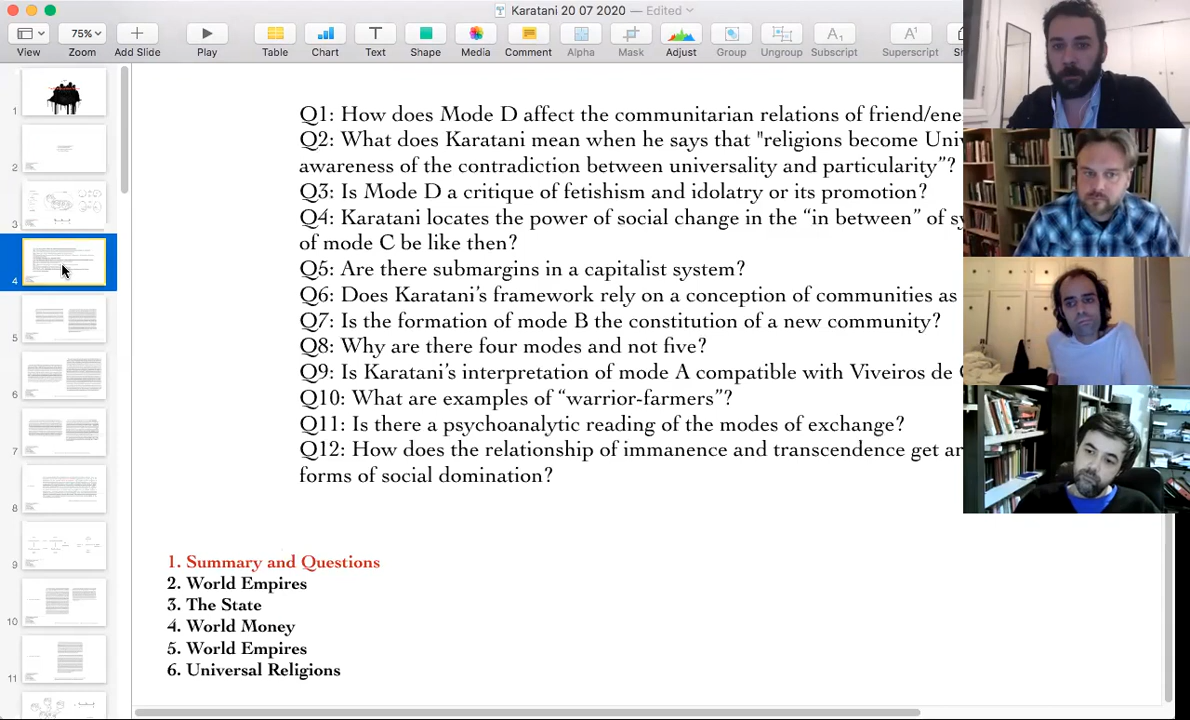 Karatani 20 07 2020 — Edited
75%
View
Zoom
Add Slide
Play
Table
Chart
Text
Shape
Media
Comment
Alpha
Mask
Adjust
Group
Ungroup
Subscript
Superscript
Q1: How does Mode D affect the communitarian relations of friend/ene
Q2: What does Karatani mean when he says that "religions become Uni
awareness of the contradiction between universality and particularity”?
Q3: Is Mode D a critique of fetishism and idolatry or its promotion?
Q4: Karatani locates the power of social change in the “in between” of sy
of mode C be like then?
Q5: Are there submargins in a capitalist system?
Q6: Does Karatani’s framework rely on a conception of communities as
Q7: Is the formation of mode B the constitution of a new community?
Q8: Why are there four modes and not five?
Q9: Is Karatani’s interpretation of mode A compatible with Viveiros de
Q10: What are examples of “warrior-farmers”?
Q11: Is there a psychoanalytic reading of the modes of exchange?
Q12: How does the relationship of immanence and transcendence get ar
forms of social domination?
1. Summary and Questions
2. World Empires
3. The State
4. World Money
5. World Empires
6. Universal Religions
1
2
3
4
5
6
7
8
9
10
11